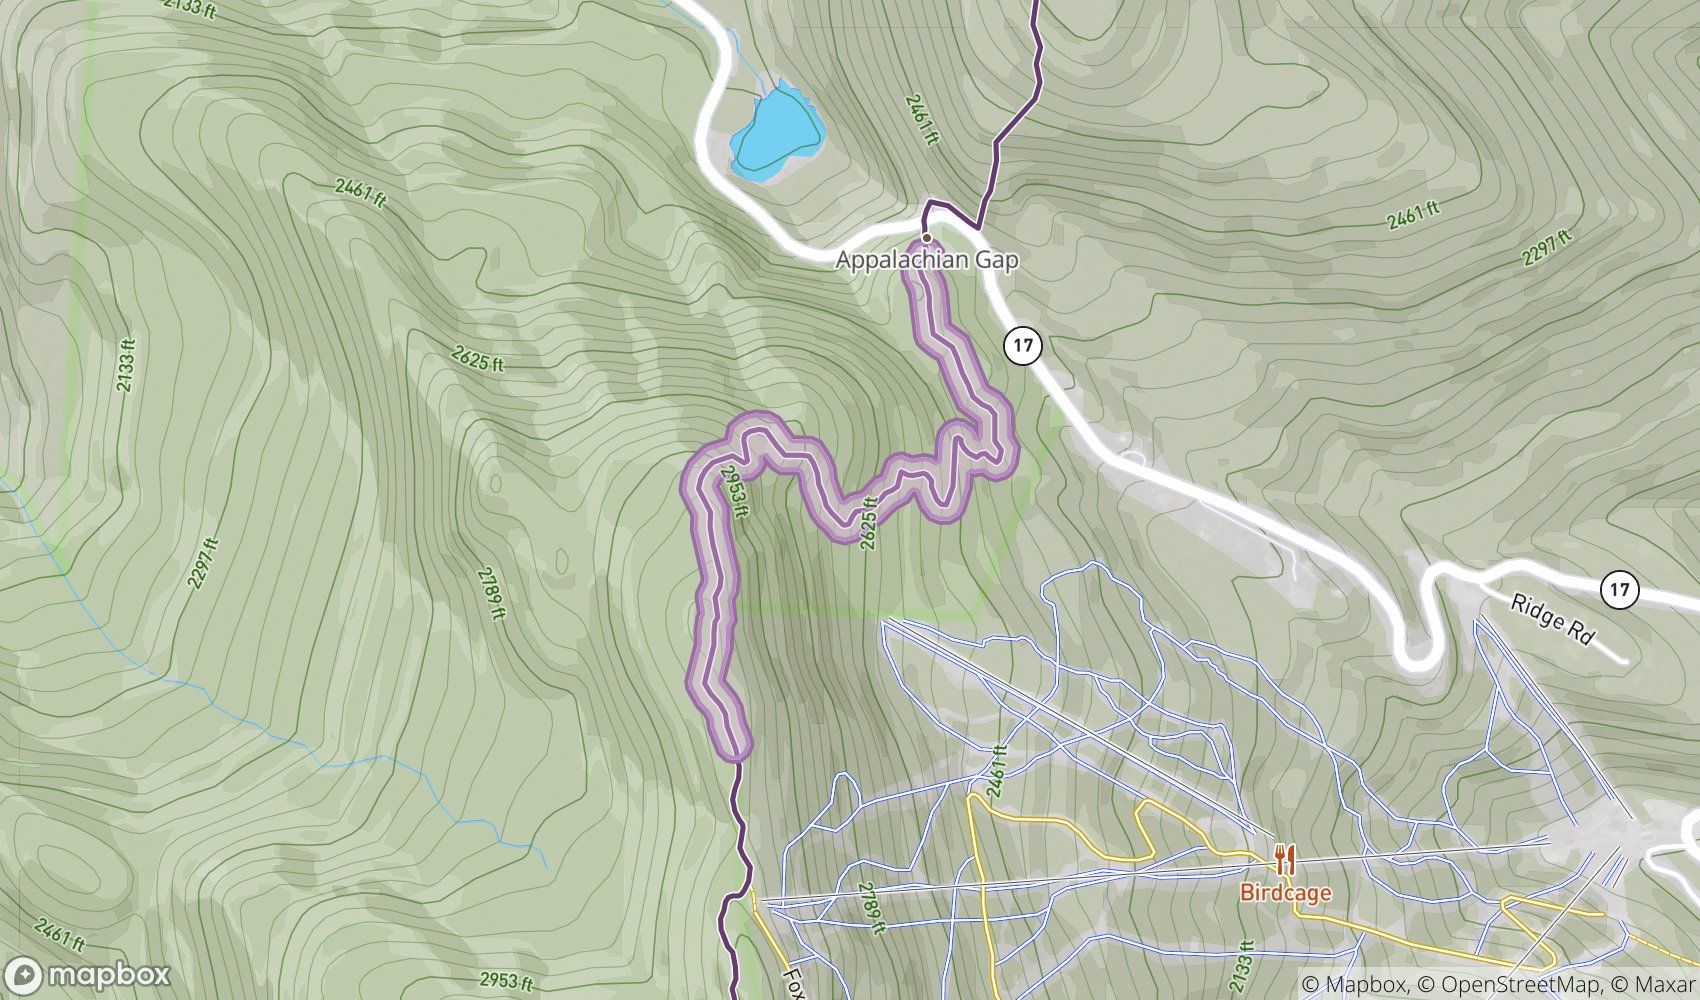 2133 ft
2461 ft
2461 ft
2461 ft
2297 ft
Appalachian Gap
17
2133 ft
2625 ft
2953 ft
2625 ft
2297 ft
2789 ft
17
Ridge Rd
2461 ft
Birdcage
2789 ft
2461 ft
2133 ft
2953 ft
Fox
mapbox
© Mapbox, © OpenStreetMap, © Maxar